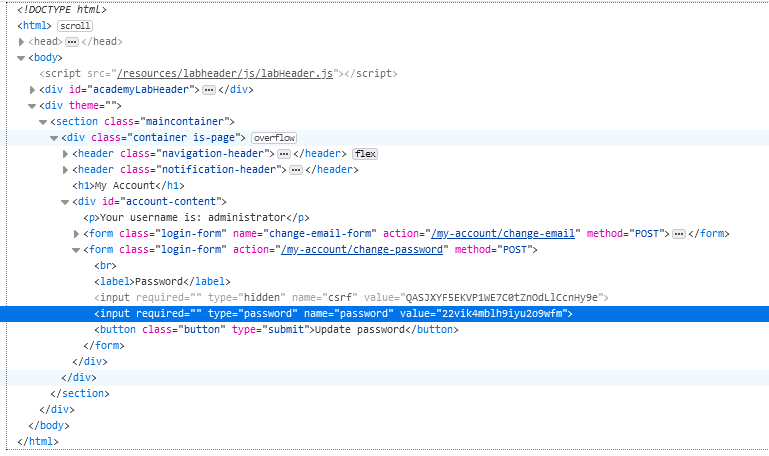 <!DOCTYPE html>
<html> scroll
<head> ••• </head>
<body>
<script src="/resources/labheader/js/labHeader.js"></script>
<div id="academyLabHeader"> ••• </div>
<div theme="">
<section class="maincontainer">
<div class="container is-page"> overflow
<header class="navigation-header"> ••• </header> flex
<header class="notification-header"> ••• </header>
<h1>My Account</h1>
<div id="account-content">
<p>Your username is: administrator</p>
<form class="login-form" name="change-email-form" action="/my-account/change-email" method="POST"> ••• </form>
<form class="login-form" action="/my-account/change-password" method="POST">
<br>
<label>Password</label>
<input required="" type="hidden" name="csrf" value="QASJXYF5EKVP1WE7C0tZnOdLlCcnHy9e">
<input required="" type="password" name="password" value="22vik4mblh9iyu2o9wfm">
<button class="button" type="submit">Update password</button>
</form>
</div>
</div>
</section>
</div>
</body>
</html>